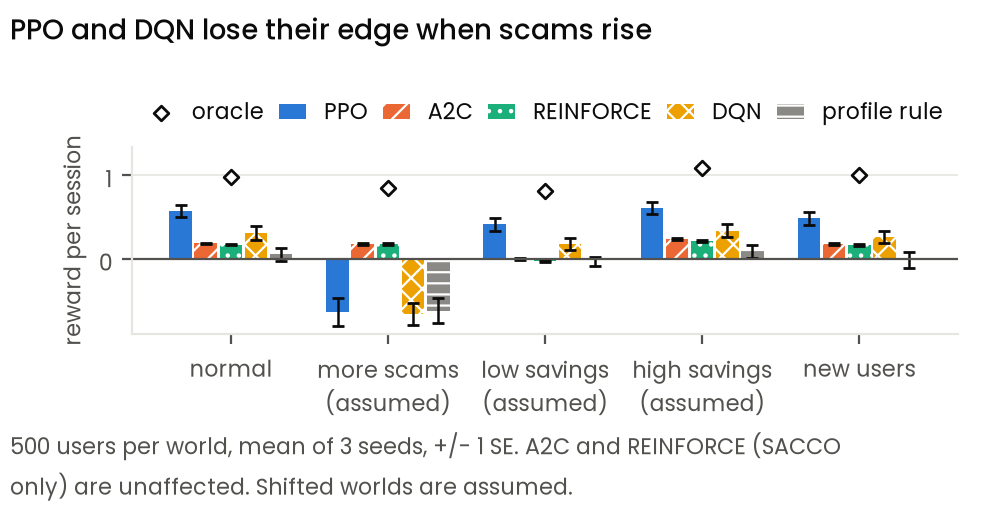 PPO and DQN lose their edge when scams rise
oracle PPO A2C REINFORCE DQN profile rule
reward per session
1
0
normal more scams low savings high savings new users
(assumed) (assumed) (assumed)
500 users per world, mean of 3 seeds, +/- 1 SE. A2C and REINFORCE (SACCO
only) are unaffected. Shifted worlds are assumed.